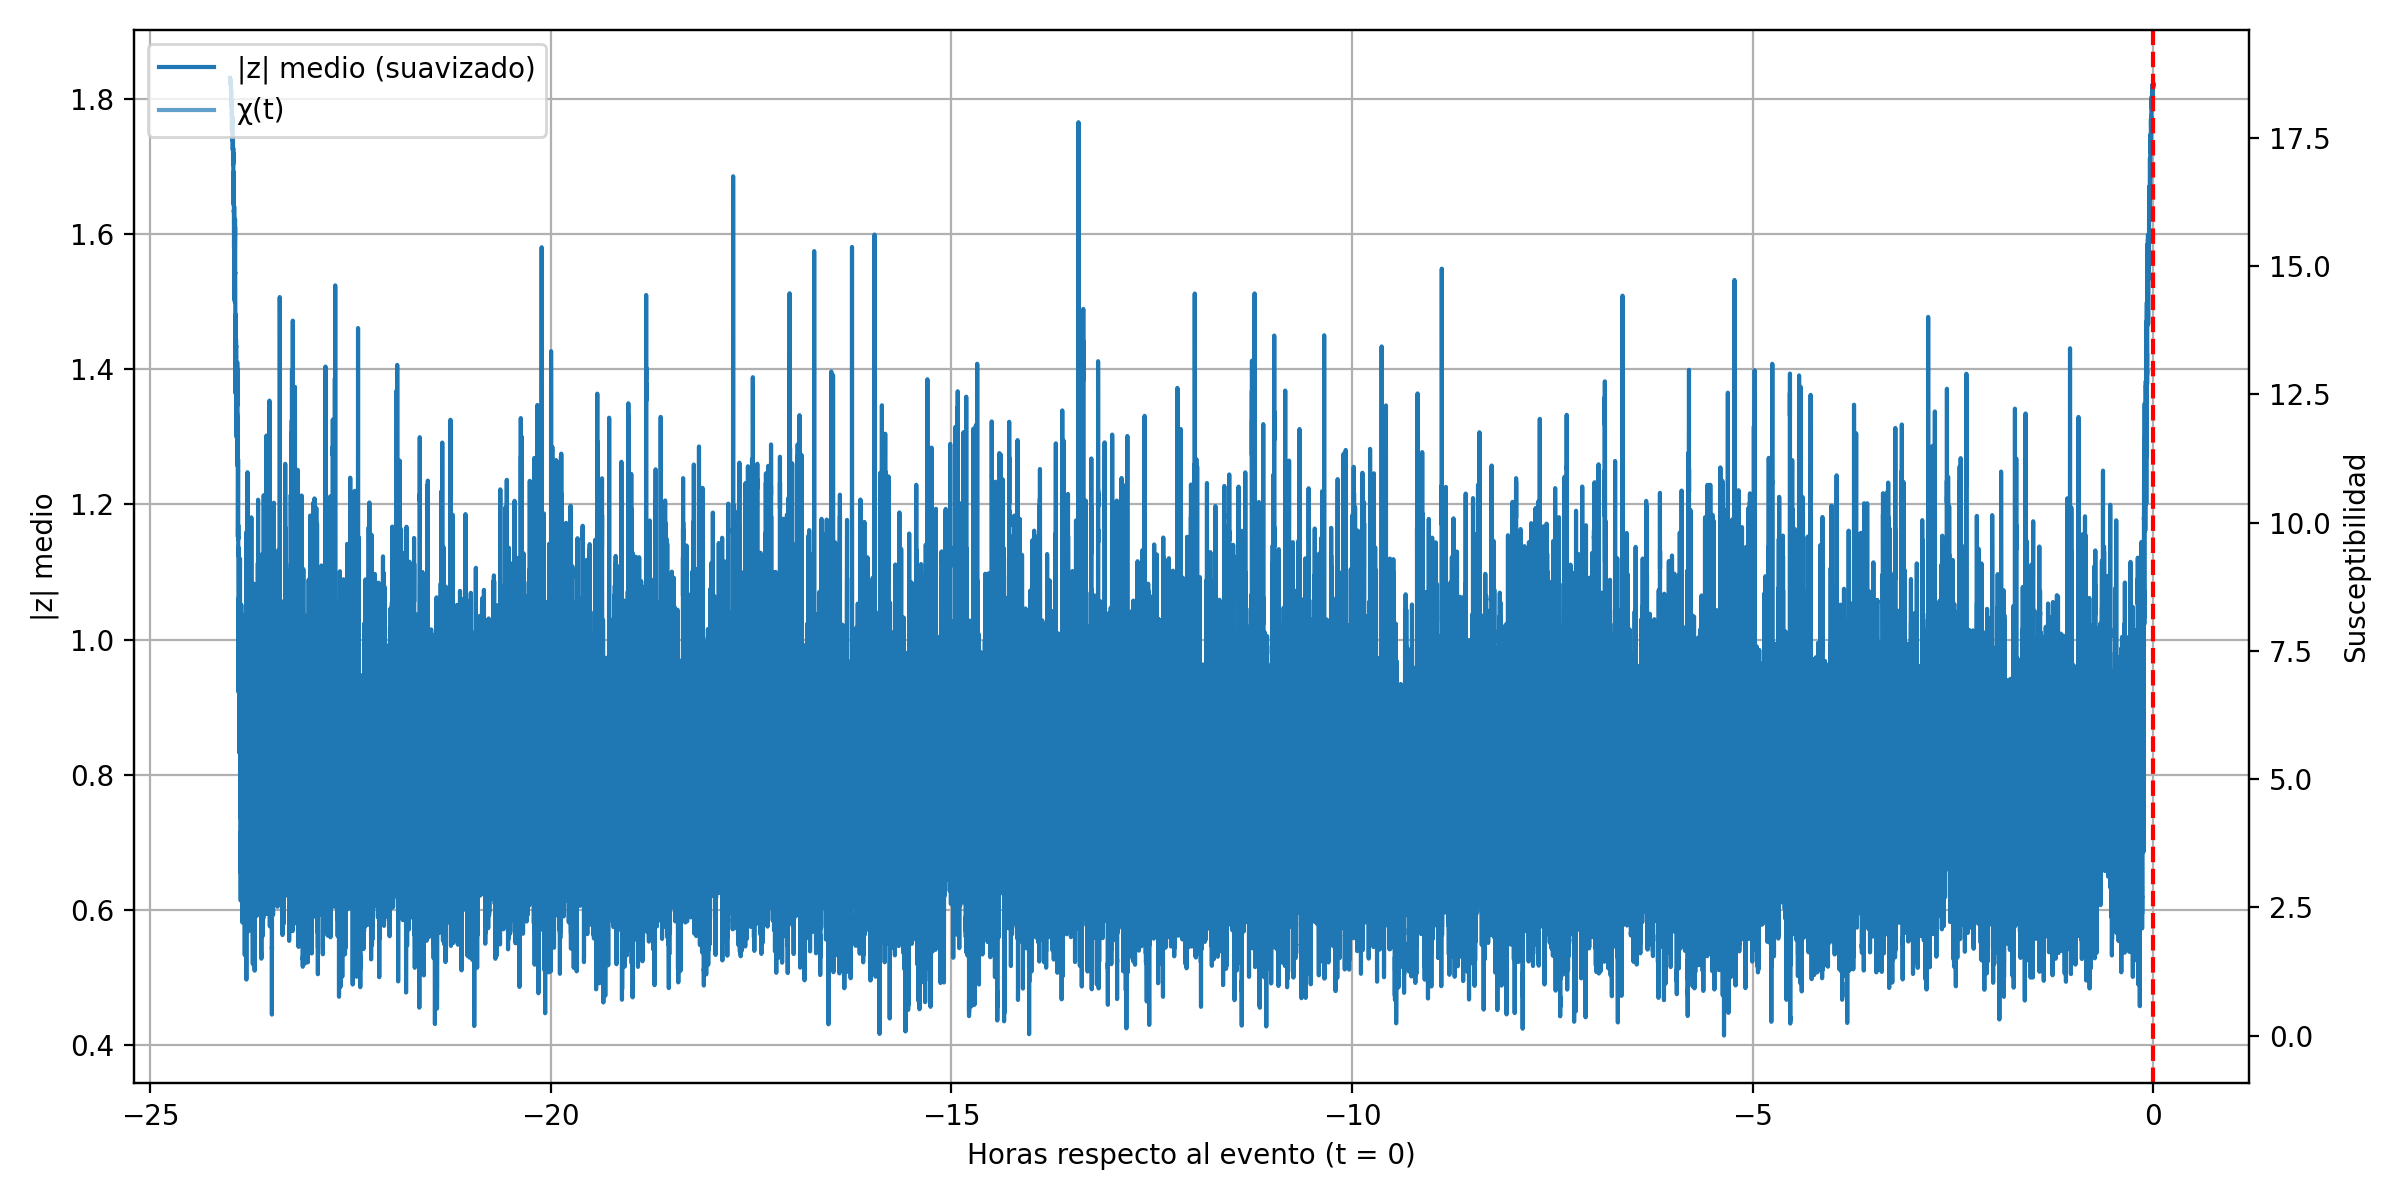 |z| medio (suavizado)
χ(t)
1.8
1.6
1.4
1.2
1.0
0.8
0.6
0.4
|z| medio
17.5
15.0
12.5
10.0
7.5
5.0
2.5
0.0
Susceptibilidad
−25 −20 −15 −10 −5 0
Horas respecto al evento (t = 0)